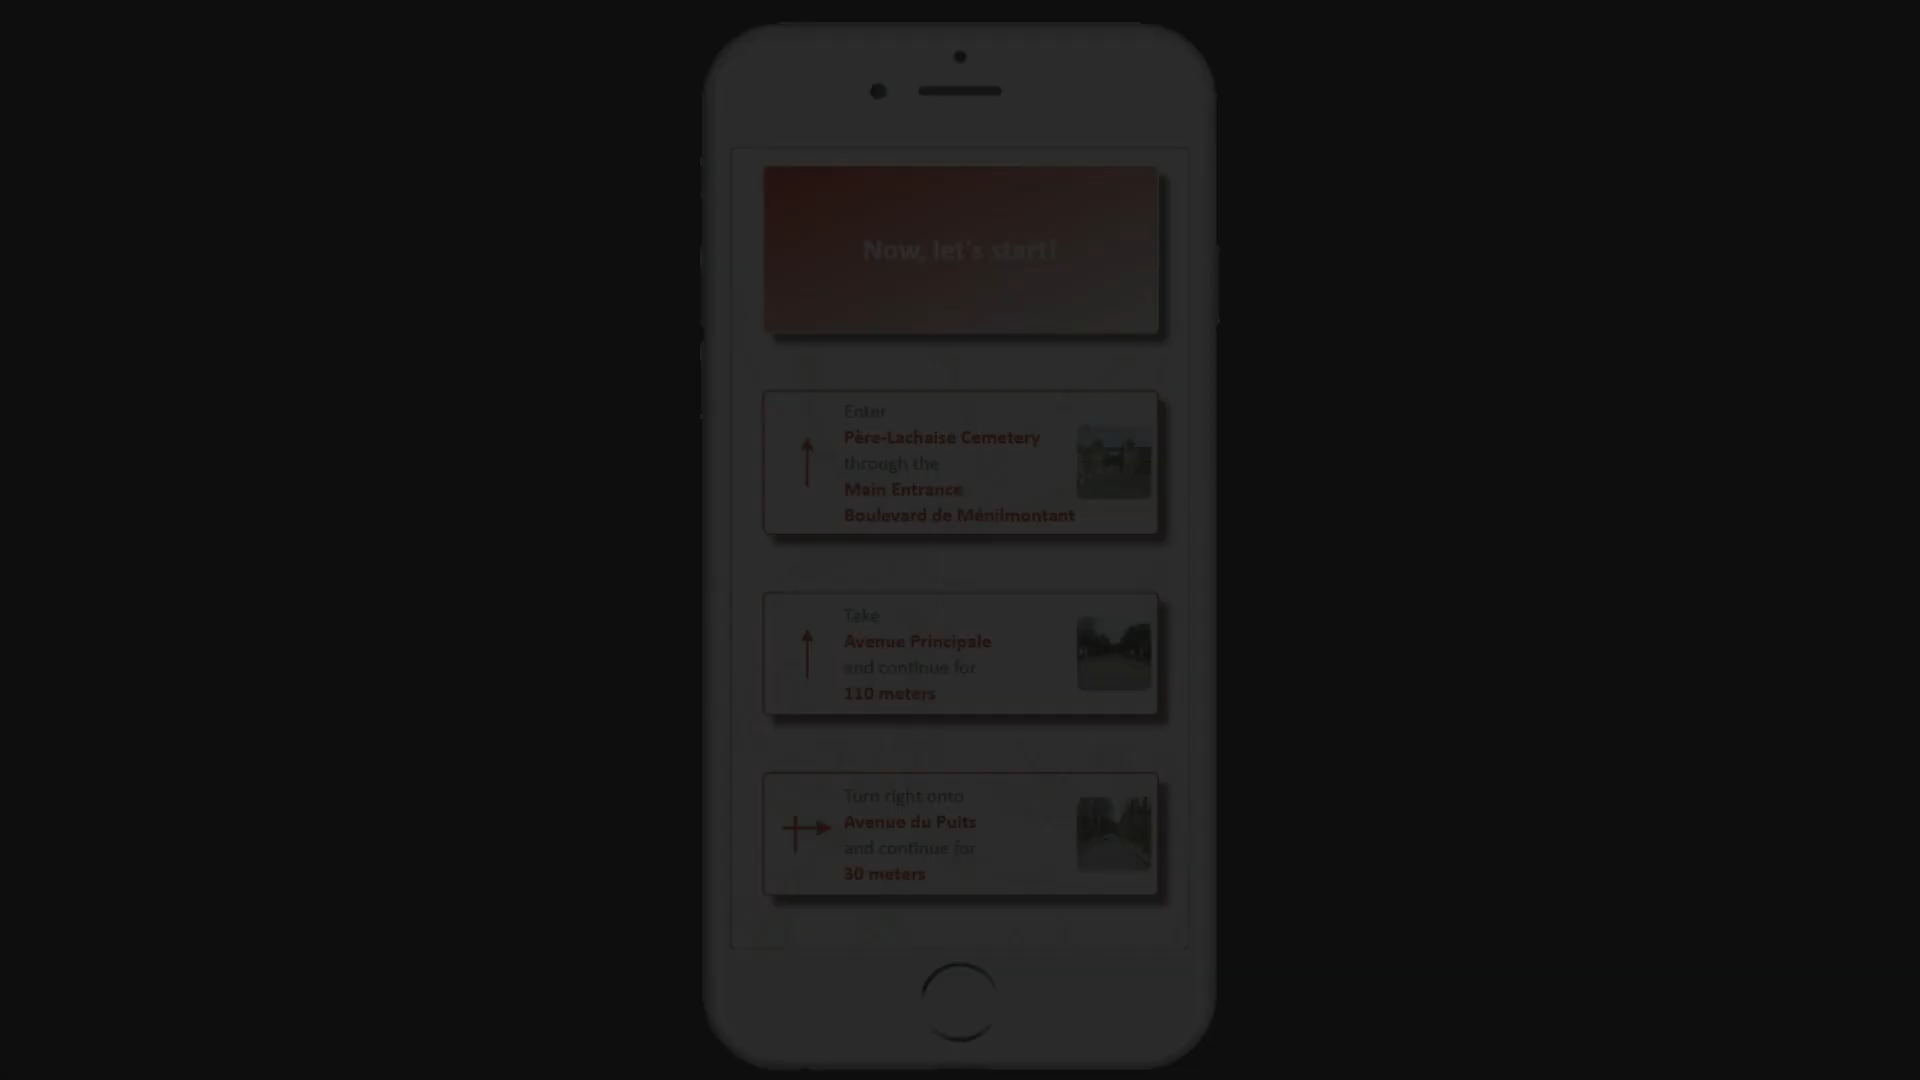 Now, let's start!
Enter
Père-Lachaise Cemetery
through the
Main Entrance
Boulevard de Ménilmontant
Take
Avenue Principale
and continue for
110 meters
Turn right onto
Avenue du Puits
and continue for
30 meters